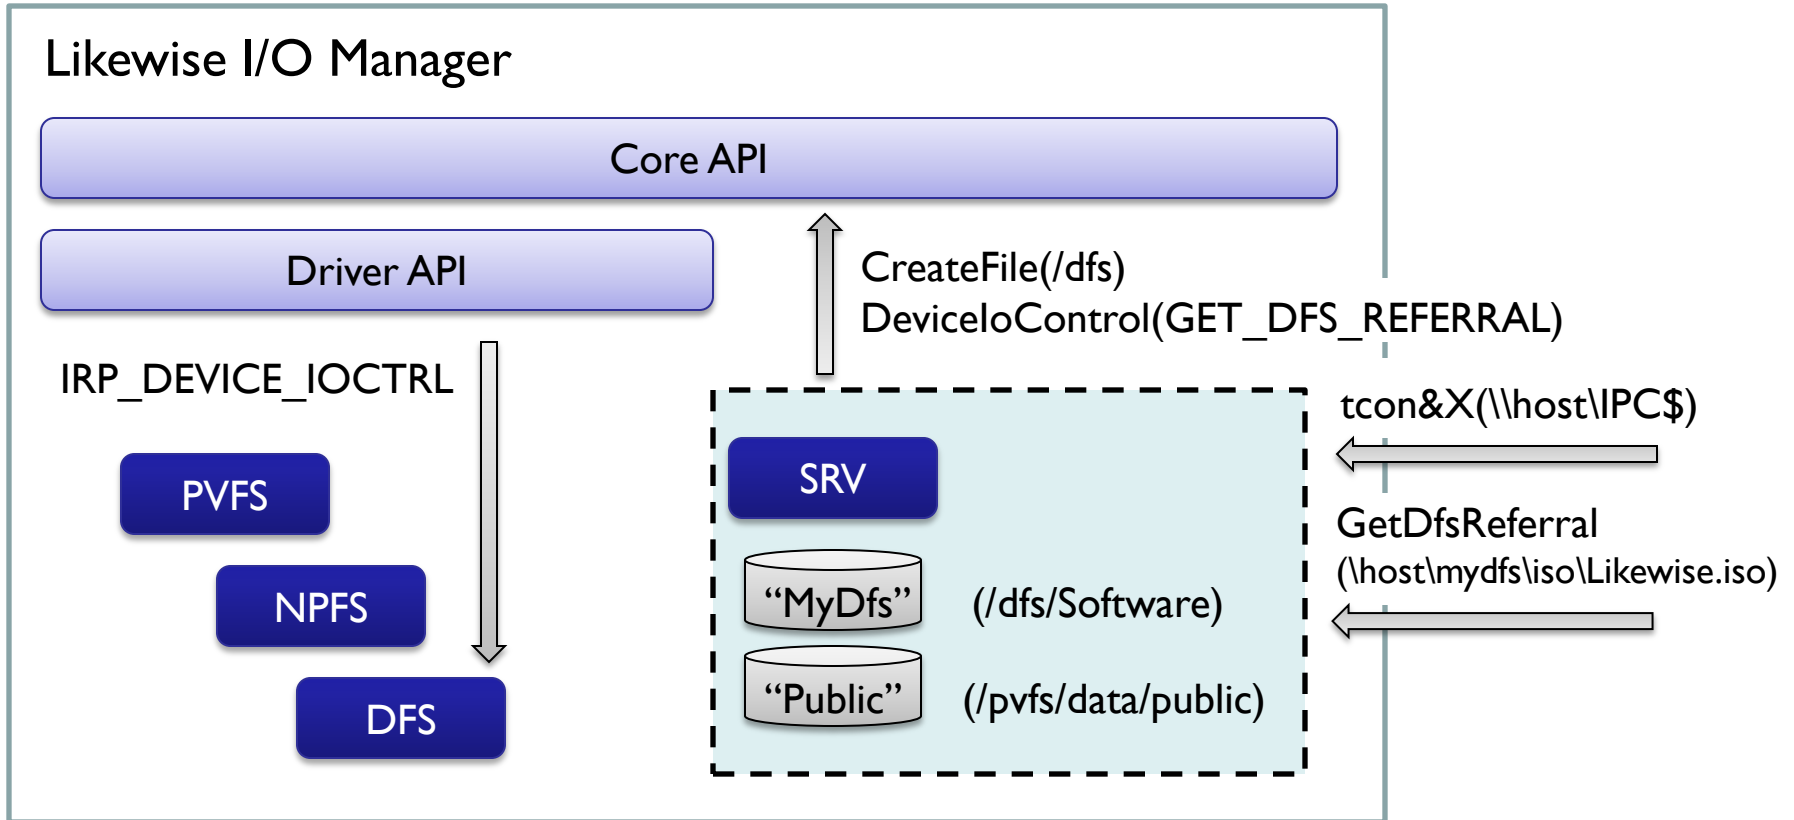 Likewise I/O Manager
Core API
Driver API
CreateFile(/dfs)
DeviceIoControl(GET_DFS_REFERRAL)
IRP_DEVICE_IOCTRL
tcon&X(\\host\IPC$)
PVFS
SRV
GetDfsReferral
(\host\mydfs\iso\Likewise.iso)
NPFS
“MyDfs”
(/dfs/Software)
DFS
“Public”
(/pvfs/data/public)